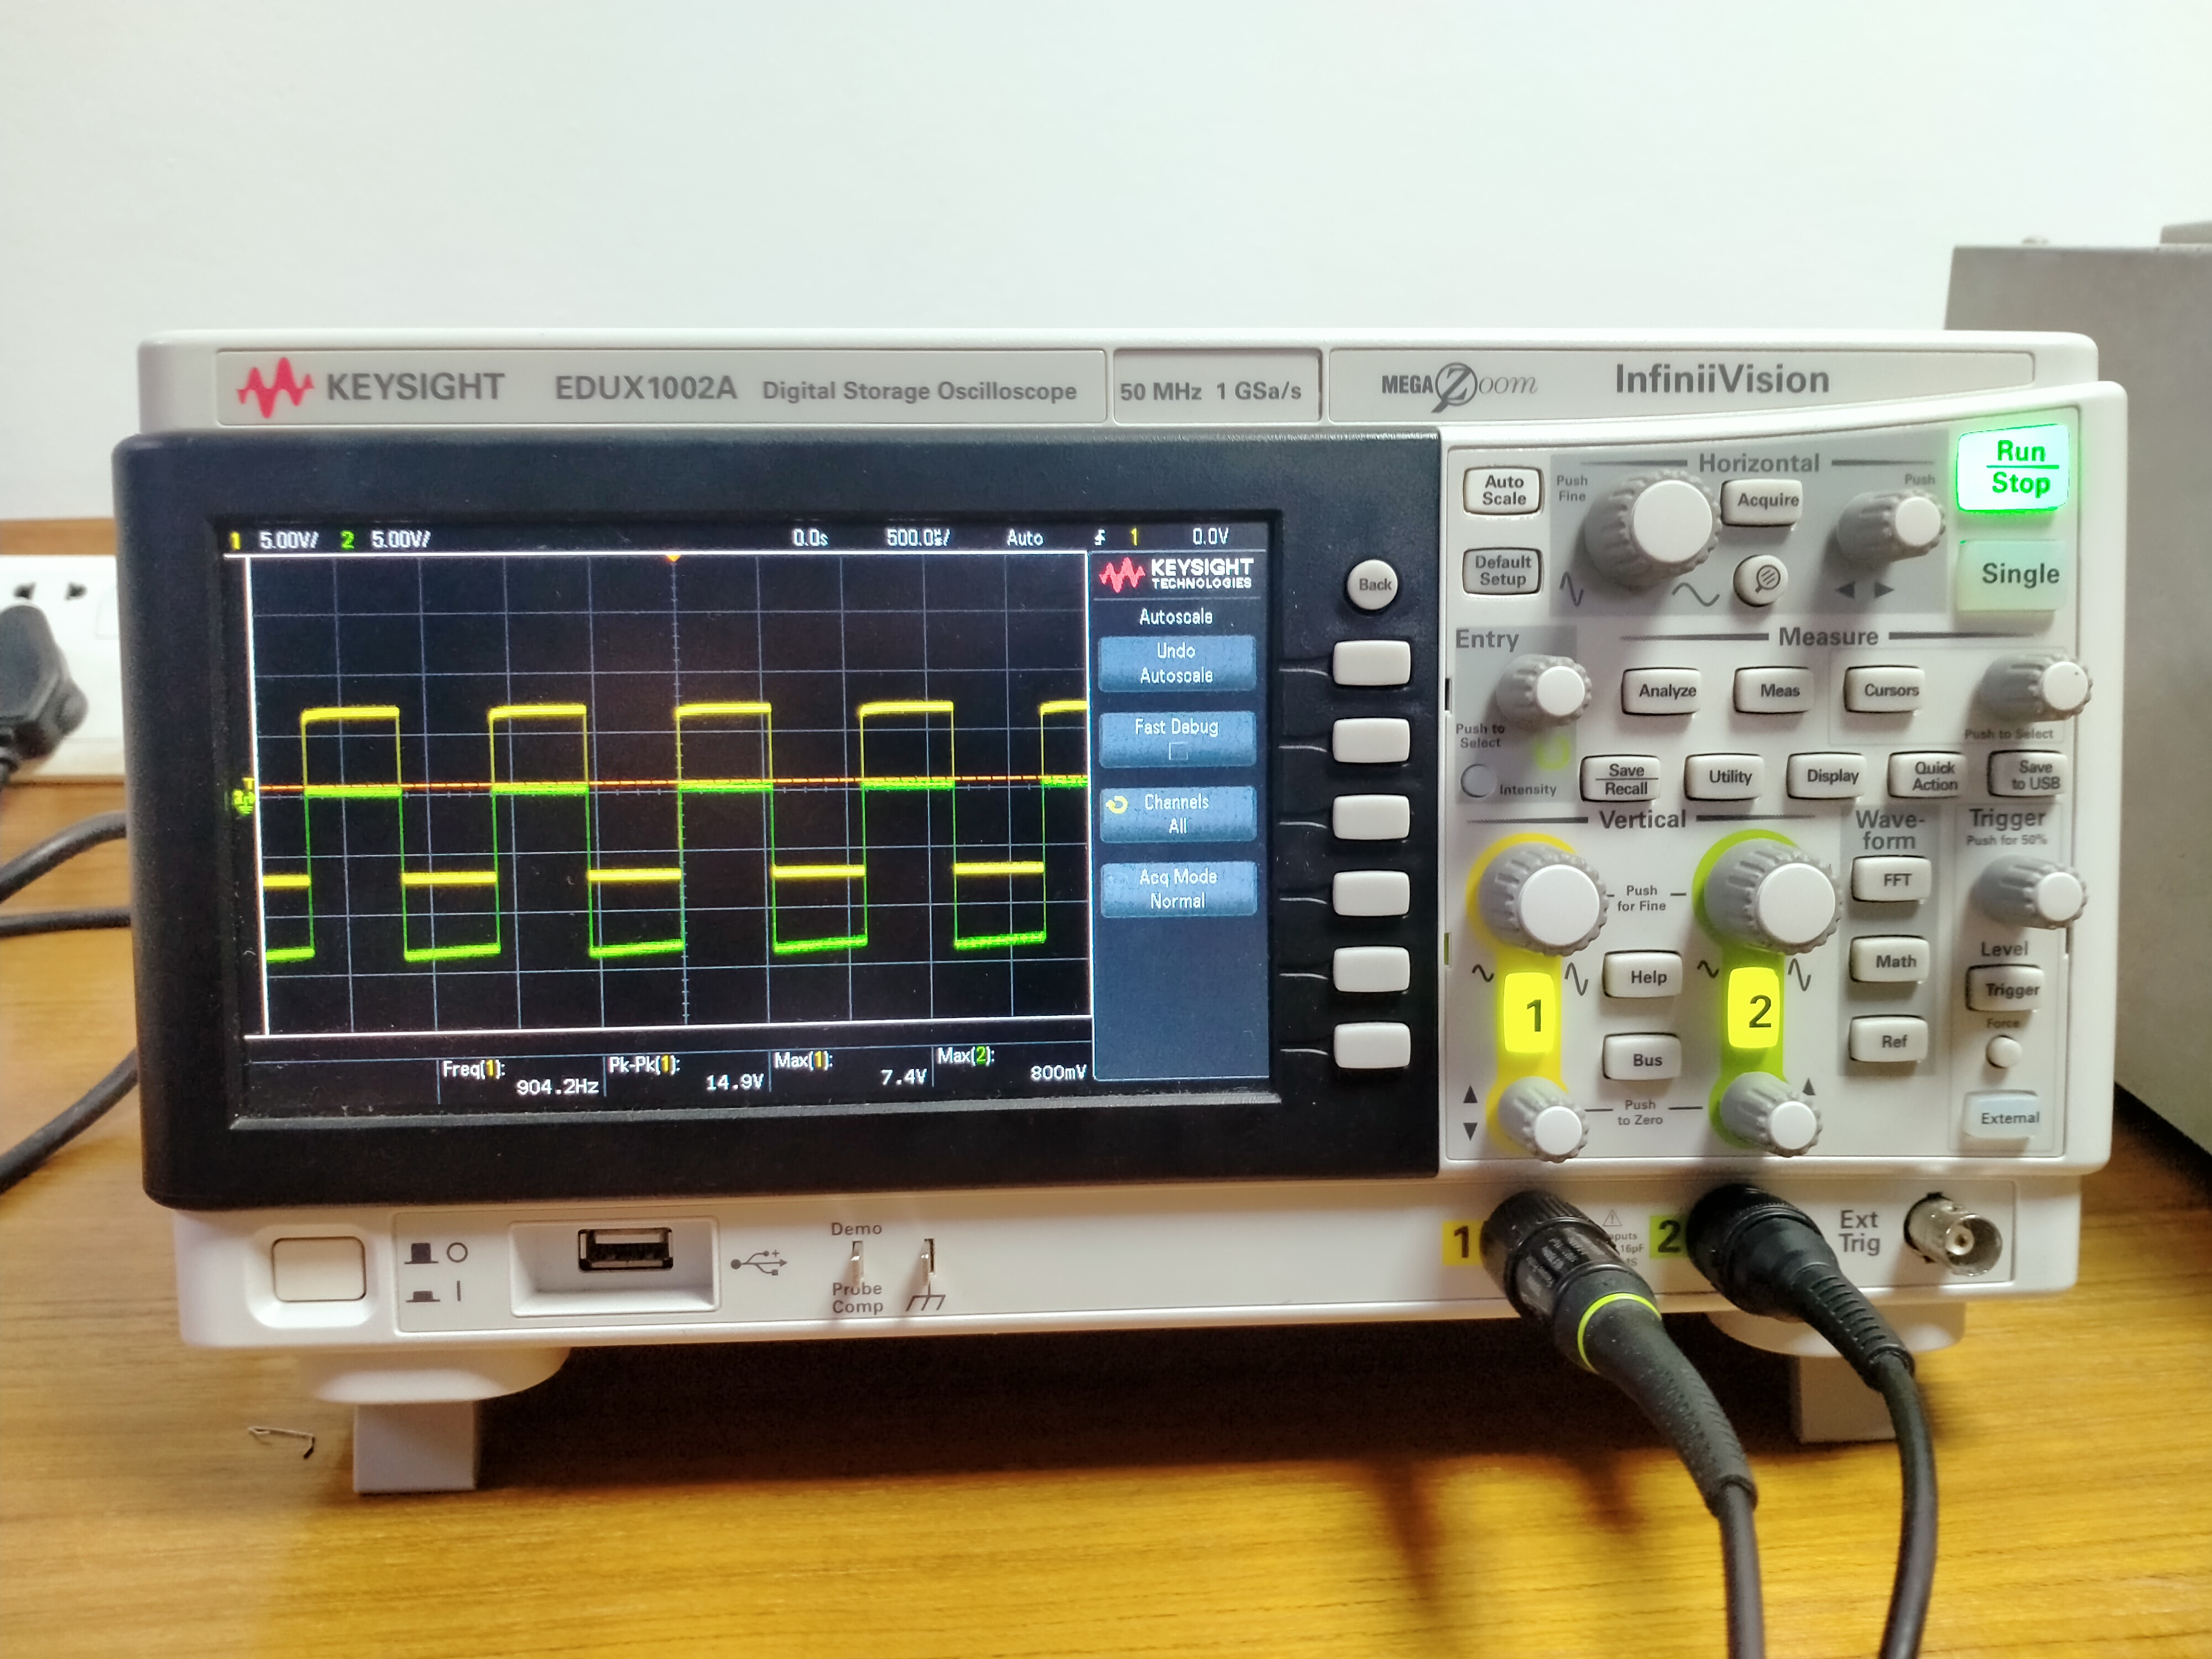 KEYSIGHT EDUX1002A Digital Storage Oscilloscope 50 MHz 1 GSa/s MEGA Zoom InfiniiVision
1 5.00V/ 2 5.00V/ 0.0s 500.0µs/ Auto 1 0.0V
KEYSIGHT
TECHNOLOGIES
Autoscale
Undo
Autoscale
Fast Debug
Channels
All
Acq Mode
Normal
Freq(1):
904.2Hz
Pk-Pk(1):
14.9V
Max(1):
7.4V
Max(2):
800mV
Back
Auto
Scale
Push
Fine
Horizontal
Acquire
Push
Run
Stop
Default
Setup
Single
Entry
Push to
Select
Intensity
Measure
Analyze
Meas
Cursors
Push to Select
Save
Recall
Utility
Display
Quick
Action
Save
to USB
Vertical
Push
for Fine
1
2
Help
Bus
Push
to Zero
Wave-
form
FFT
Math
Ref
Trigger
Push for 50%
Level
Trigger
Force
External
Demo
Probe
Comp
1
2
16pF
Ext
Trig